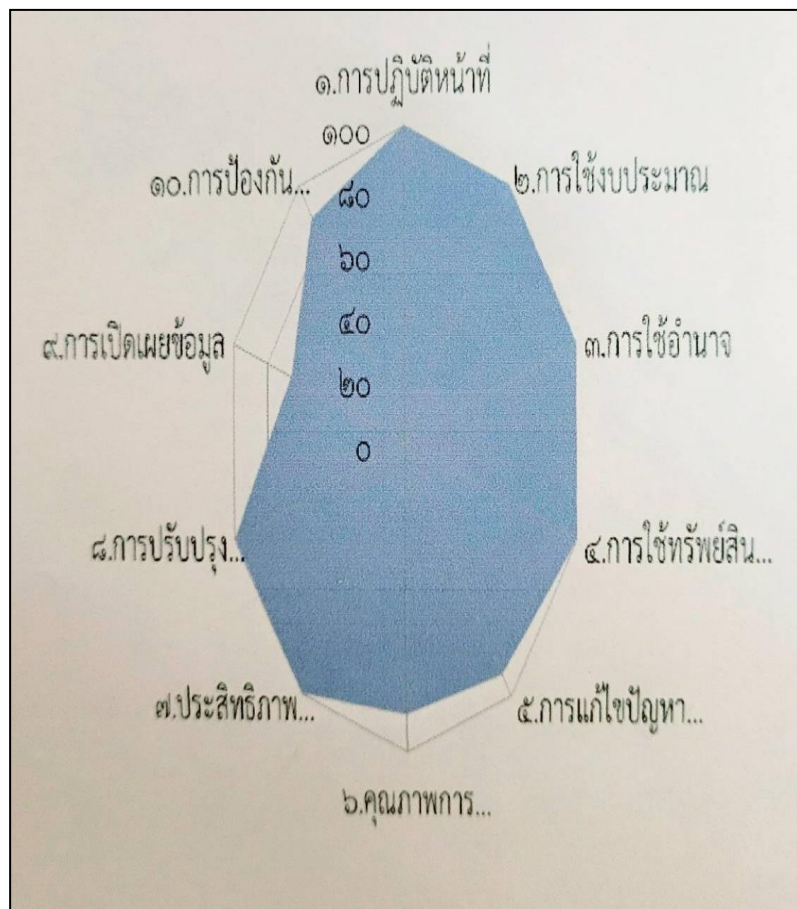 ๑.การปฏิบัติหน้าที่
๑๐๐
๑๐.การป้องกัน...
๘๐
๒.การใช้งบประมาณ
๖๐
๔๐
๙.การเปิดเผยข้อมูล
๓.การใช้อำนาจ
๒๐
๐
๘.การปรับปรุง...
๔.การใช้ทรัพย์สิน...
๗.ประสิทธิภาพ...
๕.การแก้ไขปัญหา...
๖.คุณภาพการ...